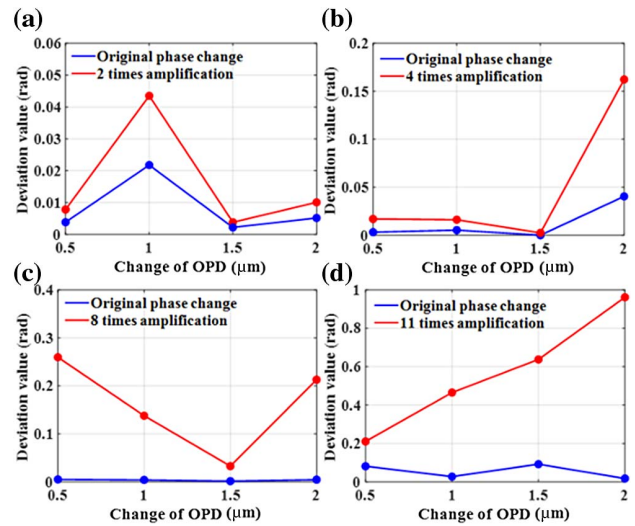 (a)
Original phase change
2 times amplification
Deviation value (rad)
0.06
0.05
0.04
0.03
0.02
0.01
0
0.5
1
1.5
2
Change of OPD (μm)
(b)
Original phase change
4 times amplification
Deviation value (rad)
0.2
0.15
0.1
0.05
0
0.5
1
1.5
2
Change of OPD (μm)
(c)
Original phase change
8 times amplification
Deviation value (rad)
0.4
0.3
0.2
0.1
0
0.5
1
1.5
2
Change of OPD (μm)
(d)
Original phase change
11 times amplification
Deviation value (rad)
1
0.8
0.6
0.4
0.2
0
0.5
1
1.5
2
Change of OPD (μm)